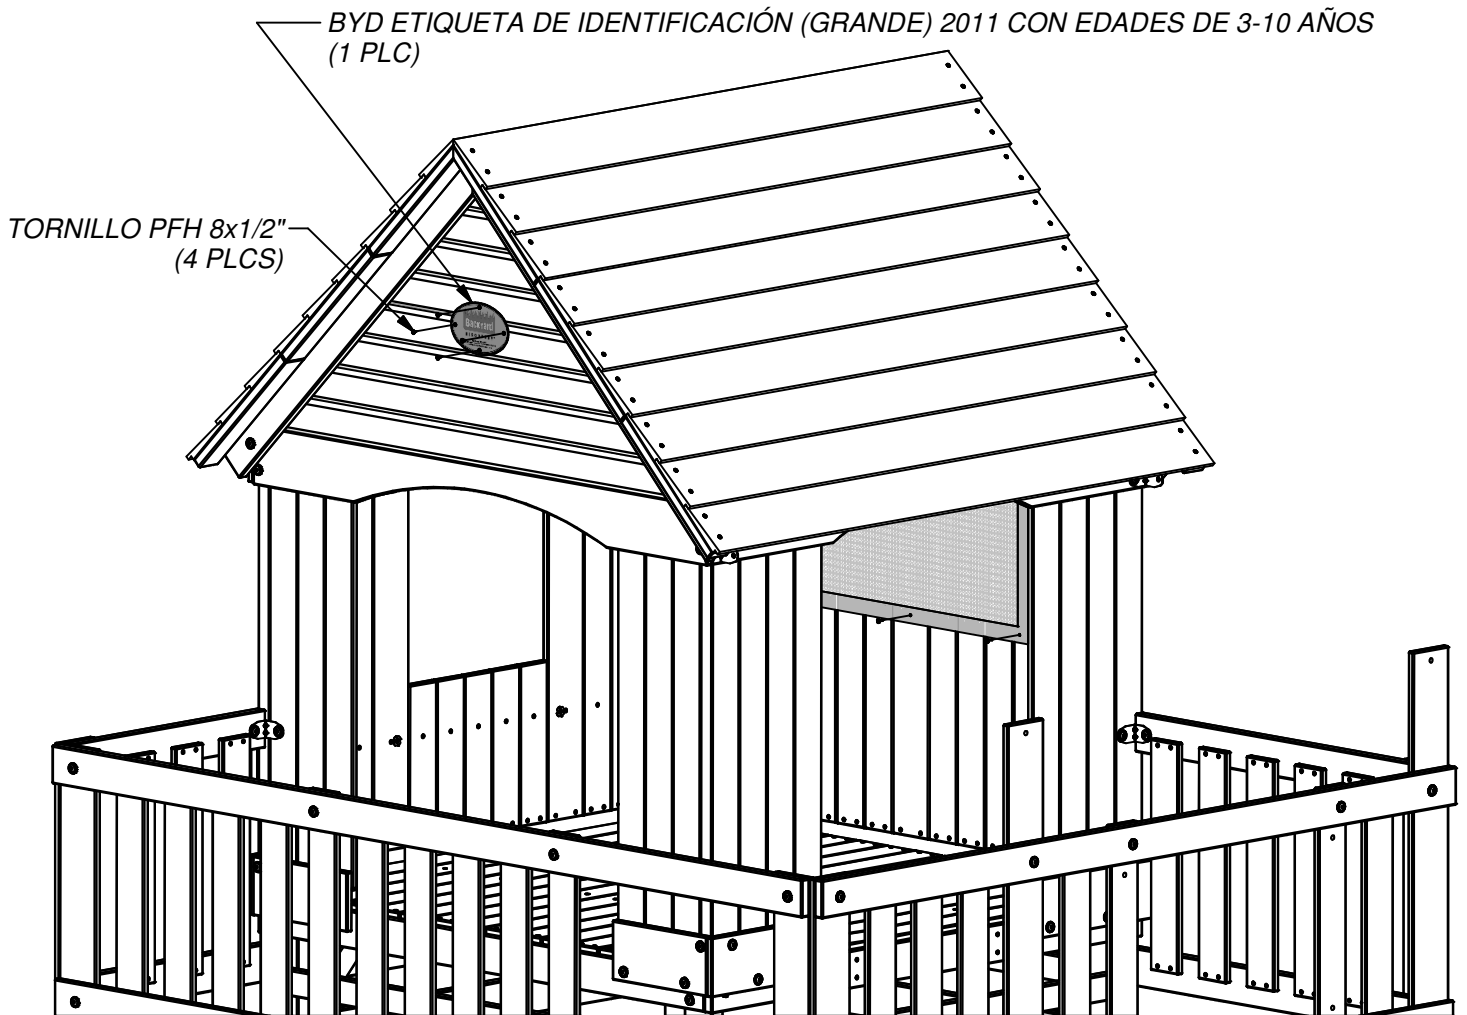 BYD ETIQUETA DE IDENTIFICACIÓN (GRANDE) 2011 CON EDADES DE 3-10 AÑOS
(1 PLC)
TORNILLO PFH 8x1/2"
(4 PLCS)
Backyard